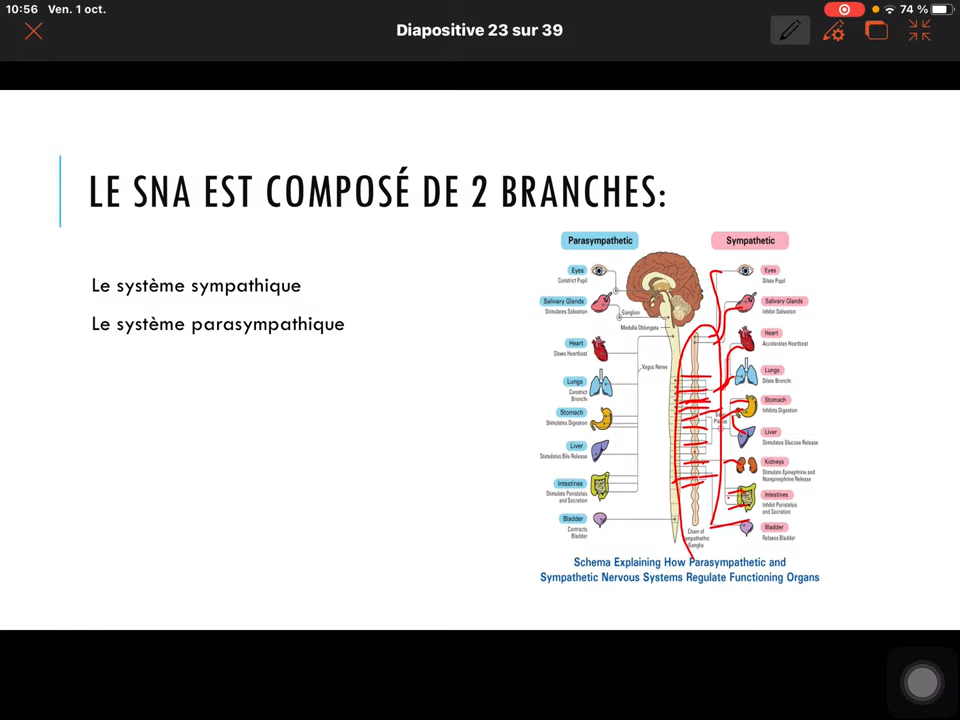 10:56 Ven. 1 oct.
74 %
Diapositive 23 sur 39
LE SNA EST COMPOSÉ DE 2 BRANCHES:
Le système sympathique
Le système parasympathique
Parasympathetic
Sympathetic
Eyes
Constrict Pupil
Salivary Glands
Stimulates Salivation
Ganglion
Medulla Oblongata
Heart
Slows Heartbeat
Vagus Nerve
Lungs
Constrict
Bronchi
Stomach
Stimulates Digestion
Liver
Stimulates Bile Release
Intestines
Stimulate Peristalsis
and Secretion
Bladder
Contracts
Bladder
Eyes
Dilate Pupil
Salivary Glands
Inhibit Salivation
Heart
Accelerates Heartbeat
Lungs
Dilate Bronchi
Stomach
Inhibits Digestion
Liver
Stimulates Glucose Release
Kidneys
Stimulate Epinephrine and
Norepinephrine Release
Intestines
Inhibit Peristalsis
and Secretion
Bladder
Relaxes Bladder
Chain of
Sympathetic
Ganglia
Schema Explaining How Parasympathetic and
Sympathetic Nervous Systems Regulate Functioning Organs